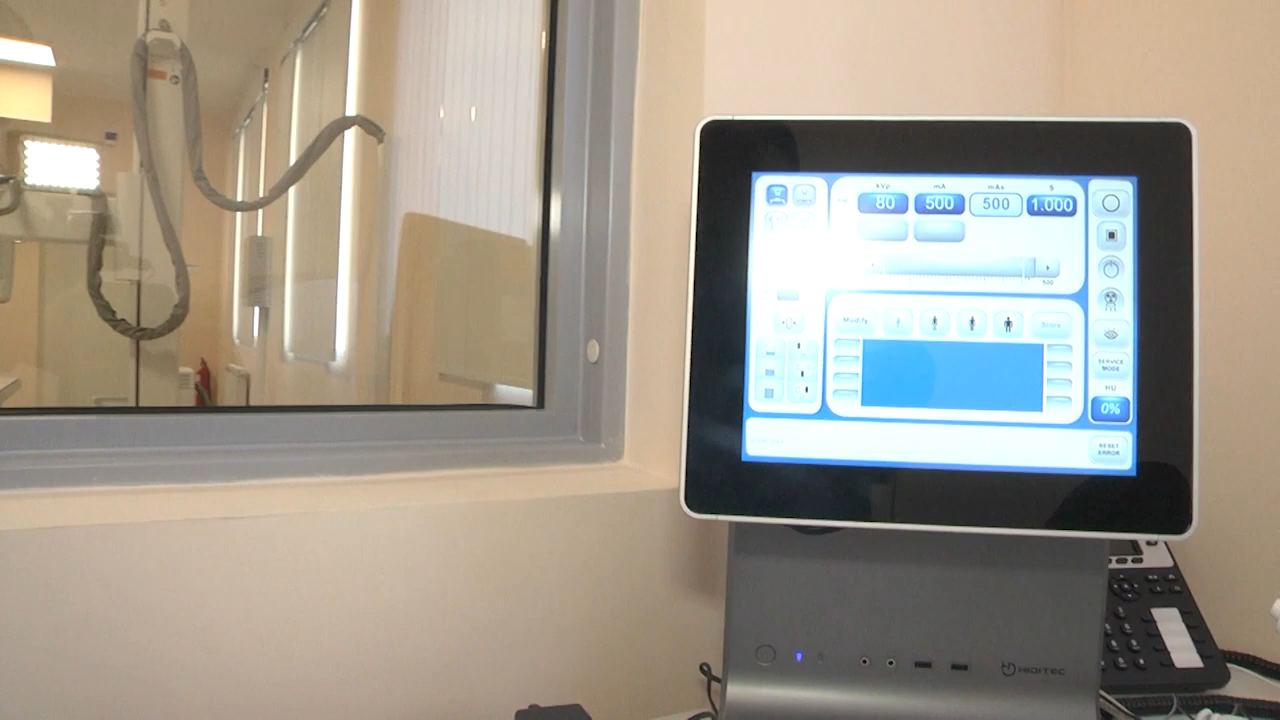 kVp mA mAs S
80 500 500 1.000
500
Modify Store
SERVICE
MODE
HU
0%
RESET
ERROR
HIDITEC